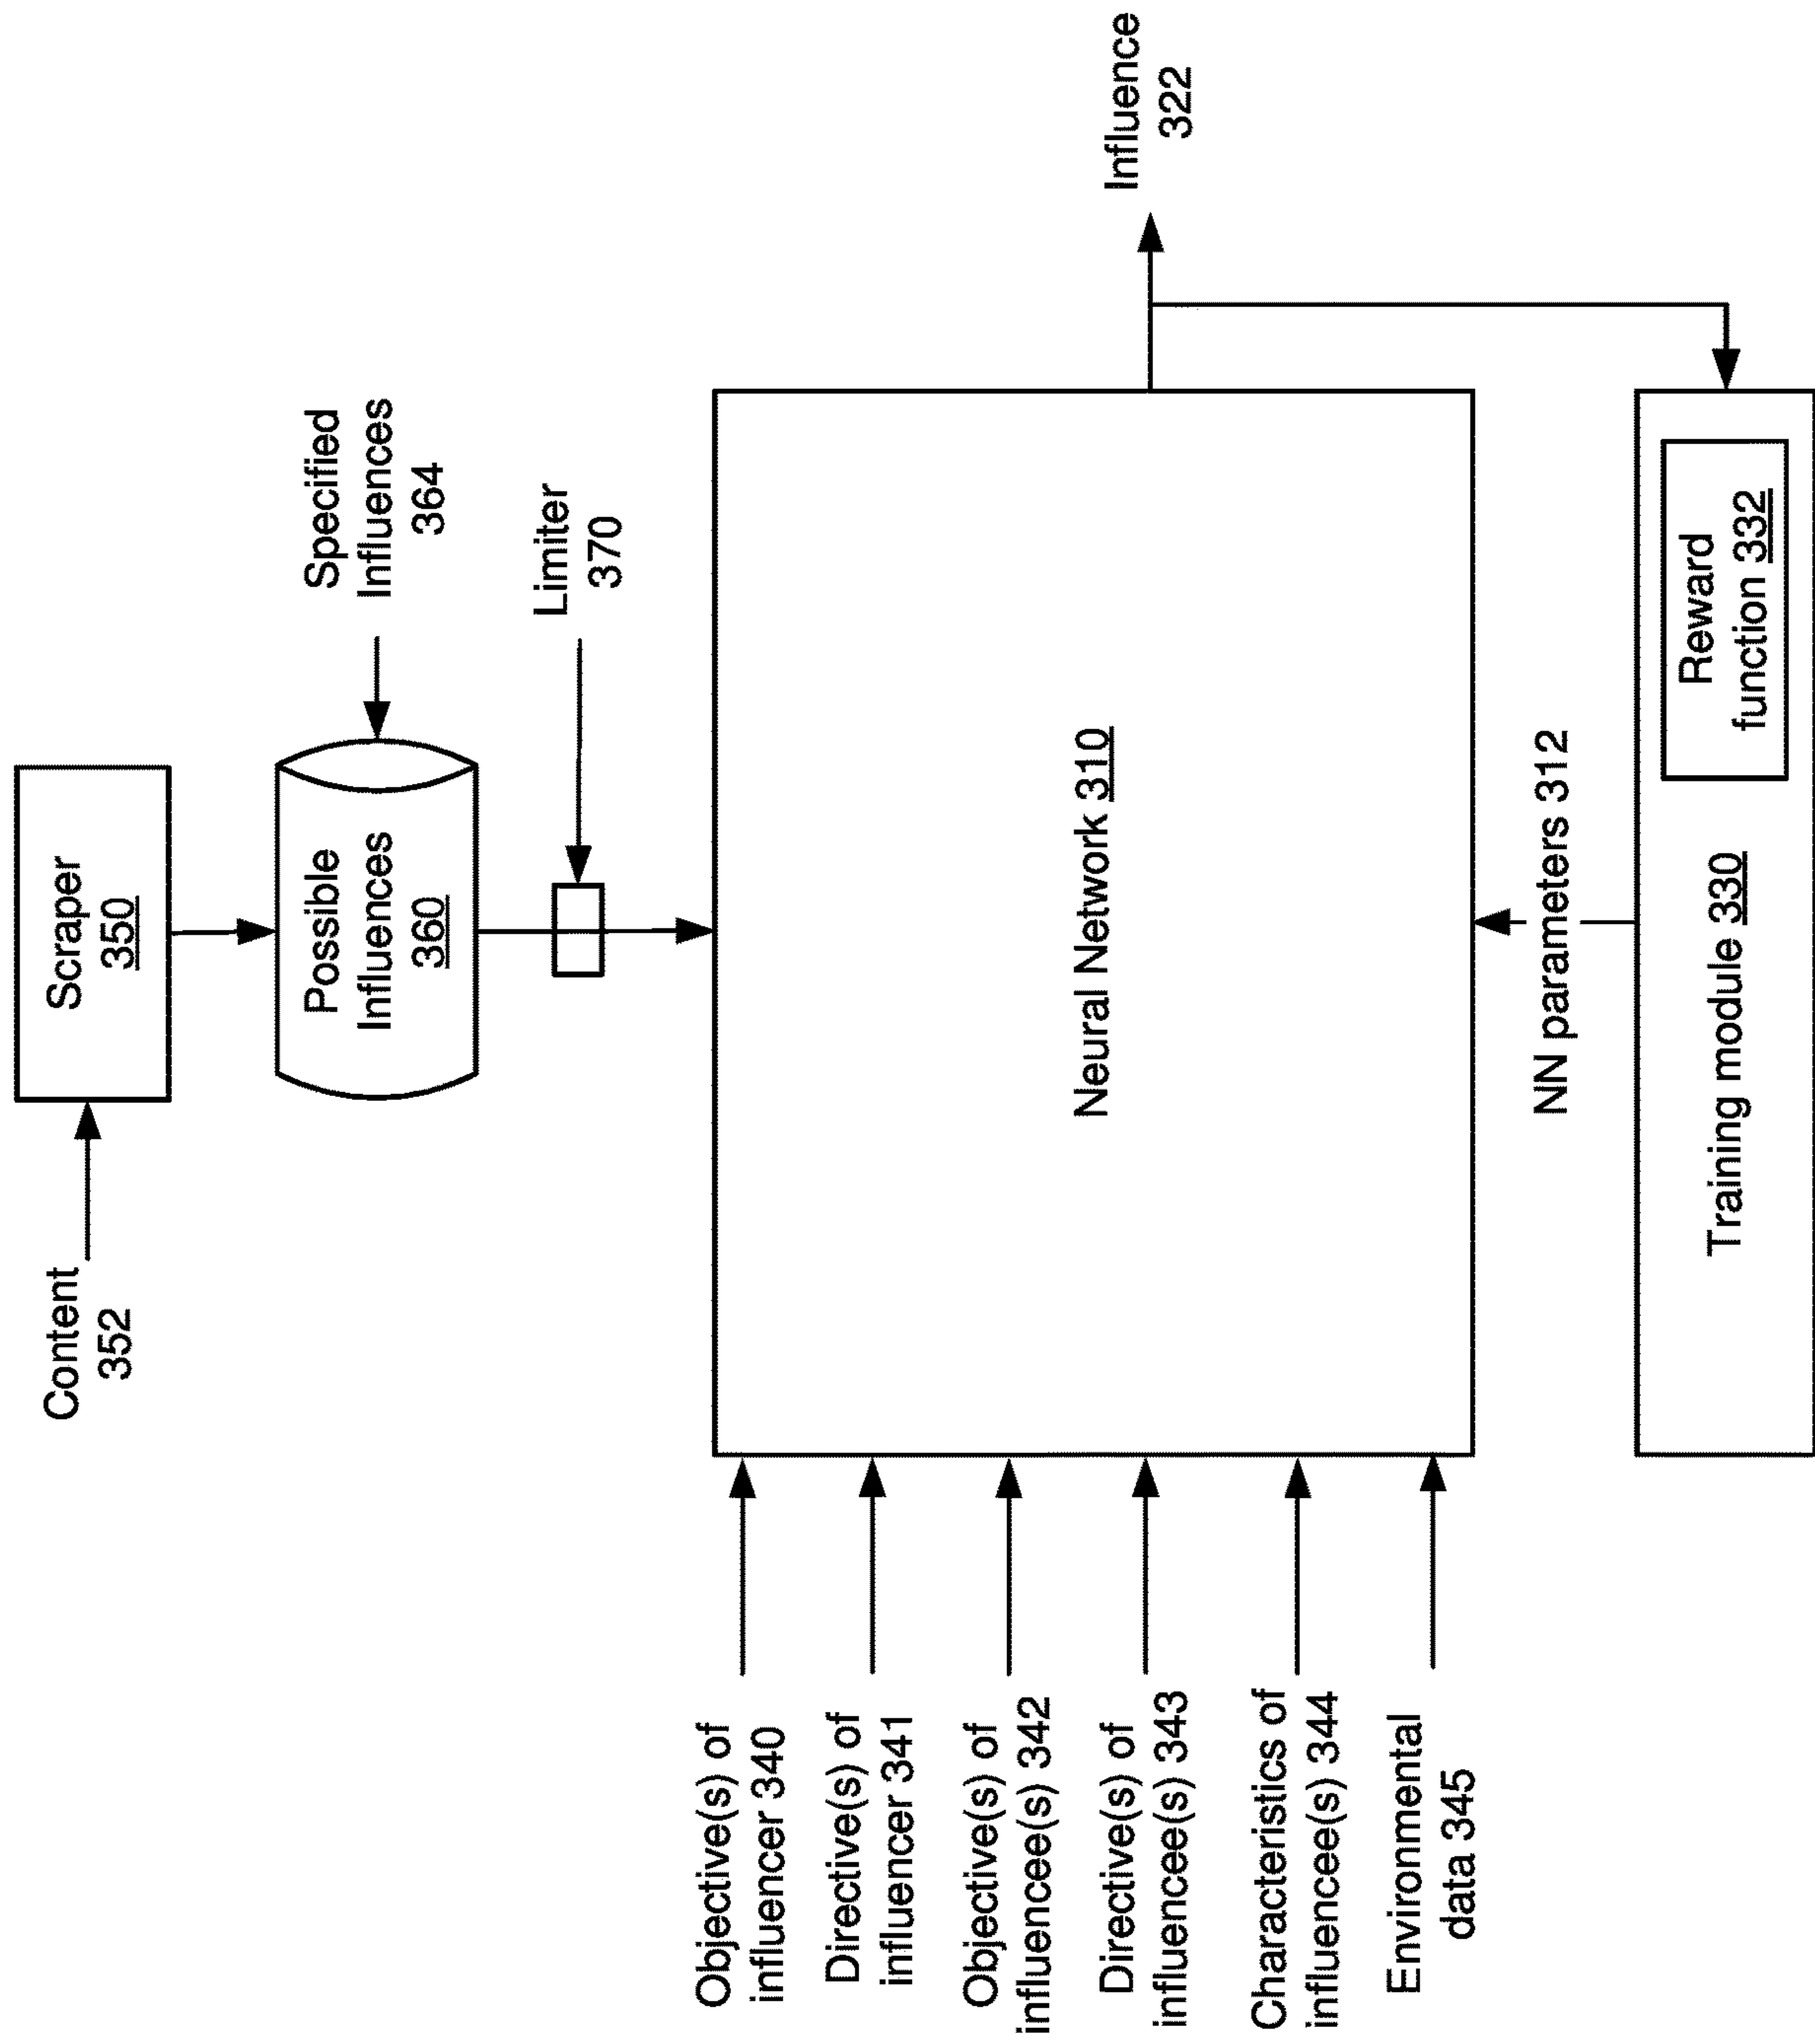 Content
352
Scraper
350
Possible
Influences
360
Specified
Influences
364
Limiter
370
Objective(s) of
influencer 340
Directive(s) of
influencer 341
Objective(s) of
influencee(s) 342
Directive(s) of
influencee(s) 343
Characteristics of
influencee(s) 344
Environmental
data 345
Neural Network 310
Influence
322
NN parameters 312
Training module 330
Reward
function 332